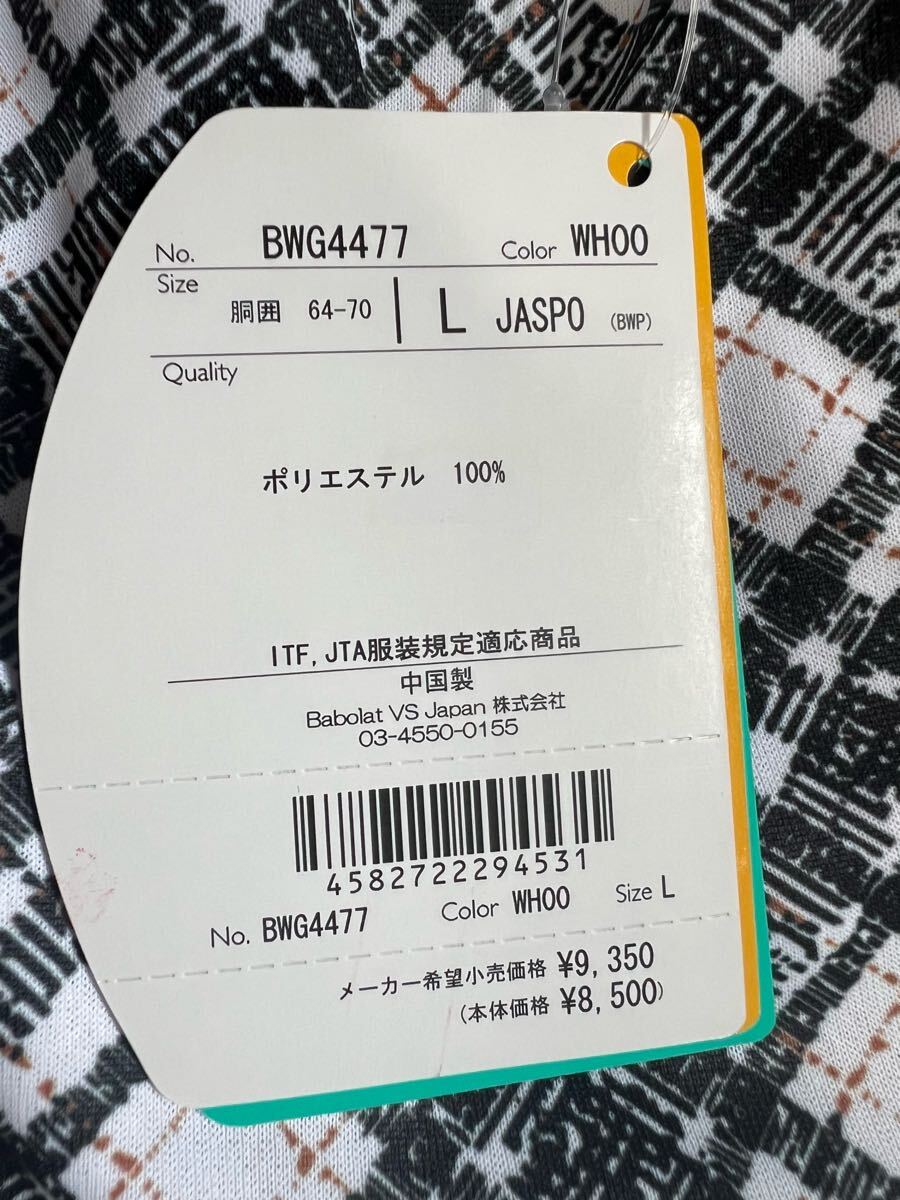 No. BWG4477 Color WH00
Size 胴囲 64-70 L JASPO (BWP)
Quality
ポリエステル 100%
ITF, JTA服装規定適応商品
中国製
Babolat VS Japan 株式会社
03-4550-0155
4582722294531
No. BWG4477 Color WH00 Size L
メーカー希望小売価格 ¥9,350
(本体価格 ¥8,500)